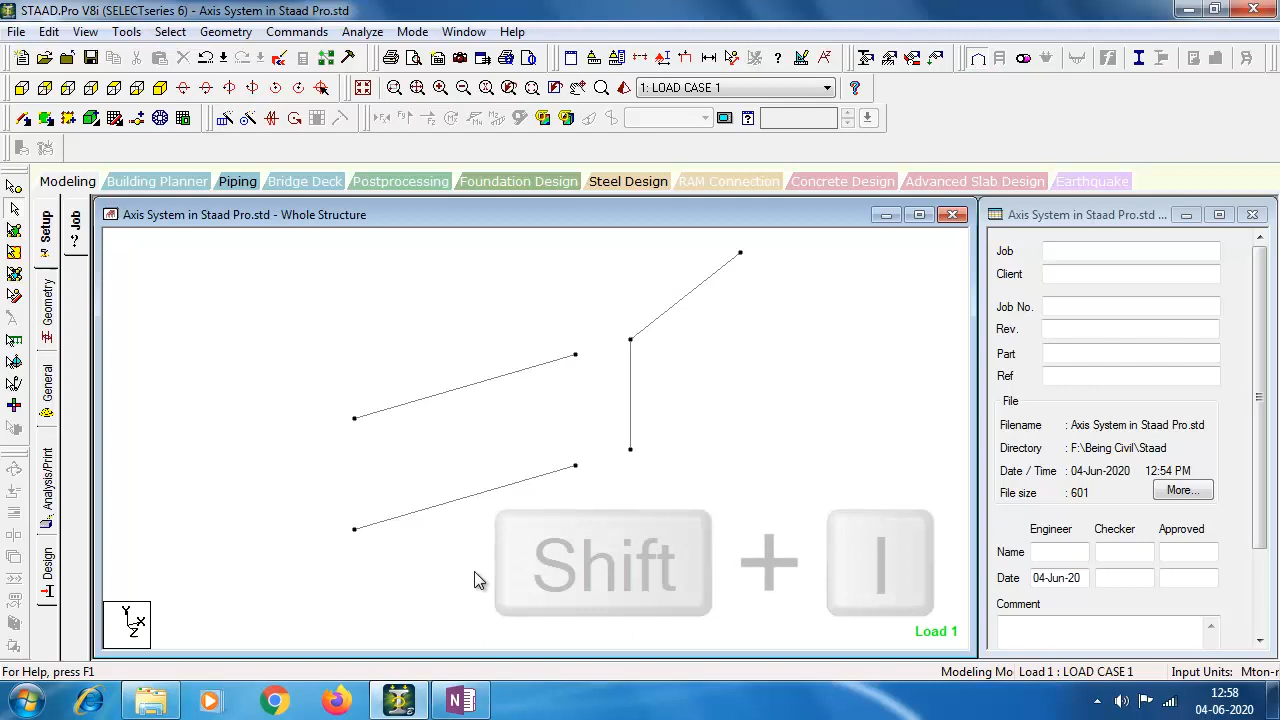 STAAD.Pro V8i (SELECTseries 6) - Axis System in Staad Pro.std
File Edit View Tools Select Geometry Commands Analyze Mode Window Help
1: LOAD CASE 1
Modeling Building Planner Piping Bridge Deck Postprocessing Foundation Design Steel Design RAM Connection Concrete Design Advanced Slab Design Earthquake
Setup
Geometry
General
Analysis/Print
Design
Job
Axis System in Staad Pro.std - Whole Structure
Shift + I
Y
X
Z
Load 1
Axis System in Staad Pro.std ...
Job
Client
Job No.
Rev.
Part
Ref
File
Filename : Axis System in Staad Pro.std
Directory : F:\Being Civil\Staad
Date / Time : 04-Jun-2020 12:54 PM
File size : 601 More...
Engineer Checker Approved
Name
Date 04-Jun-20
Comment
For Help, press F1
Modeling Mo Load 1 : LOAD CASE 1 Input Units: Mton-r
12:58
04-06-2020